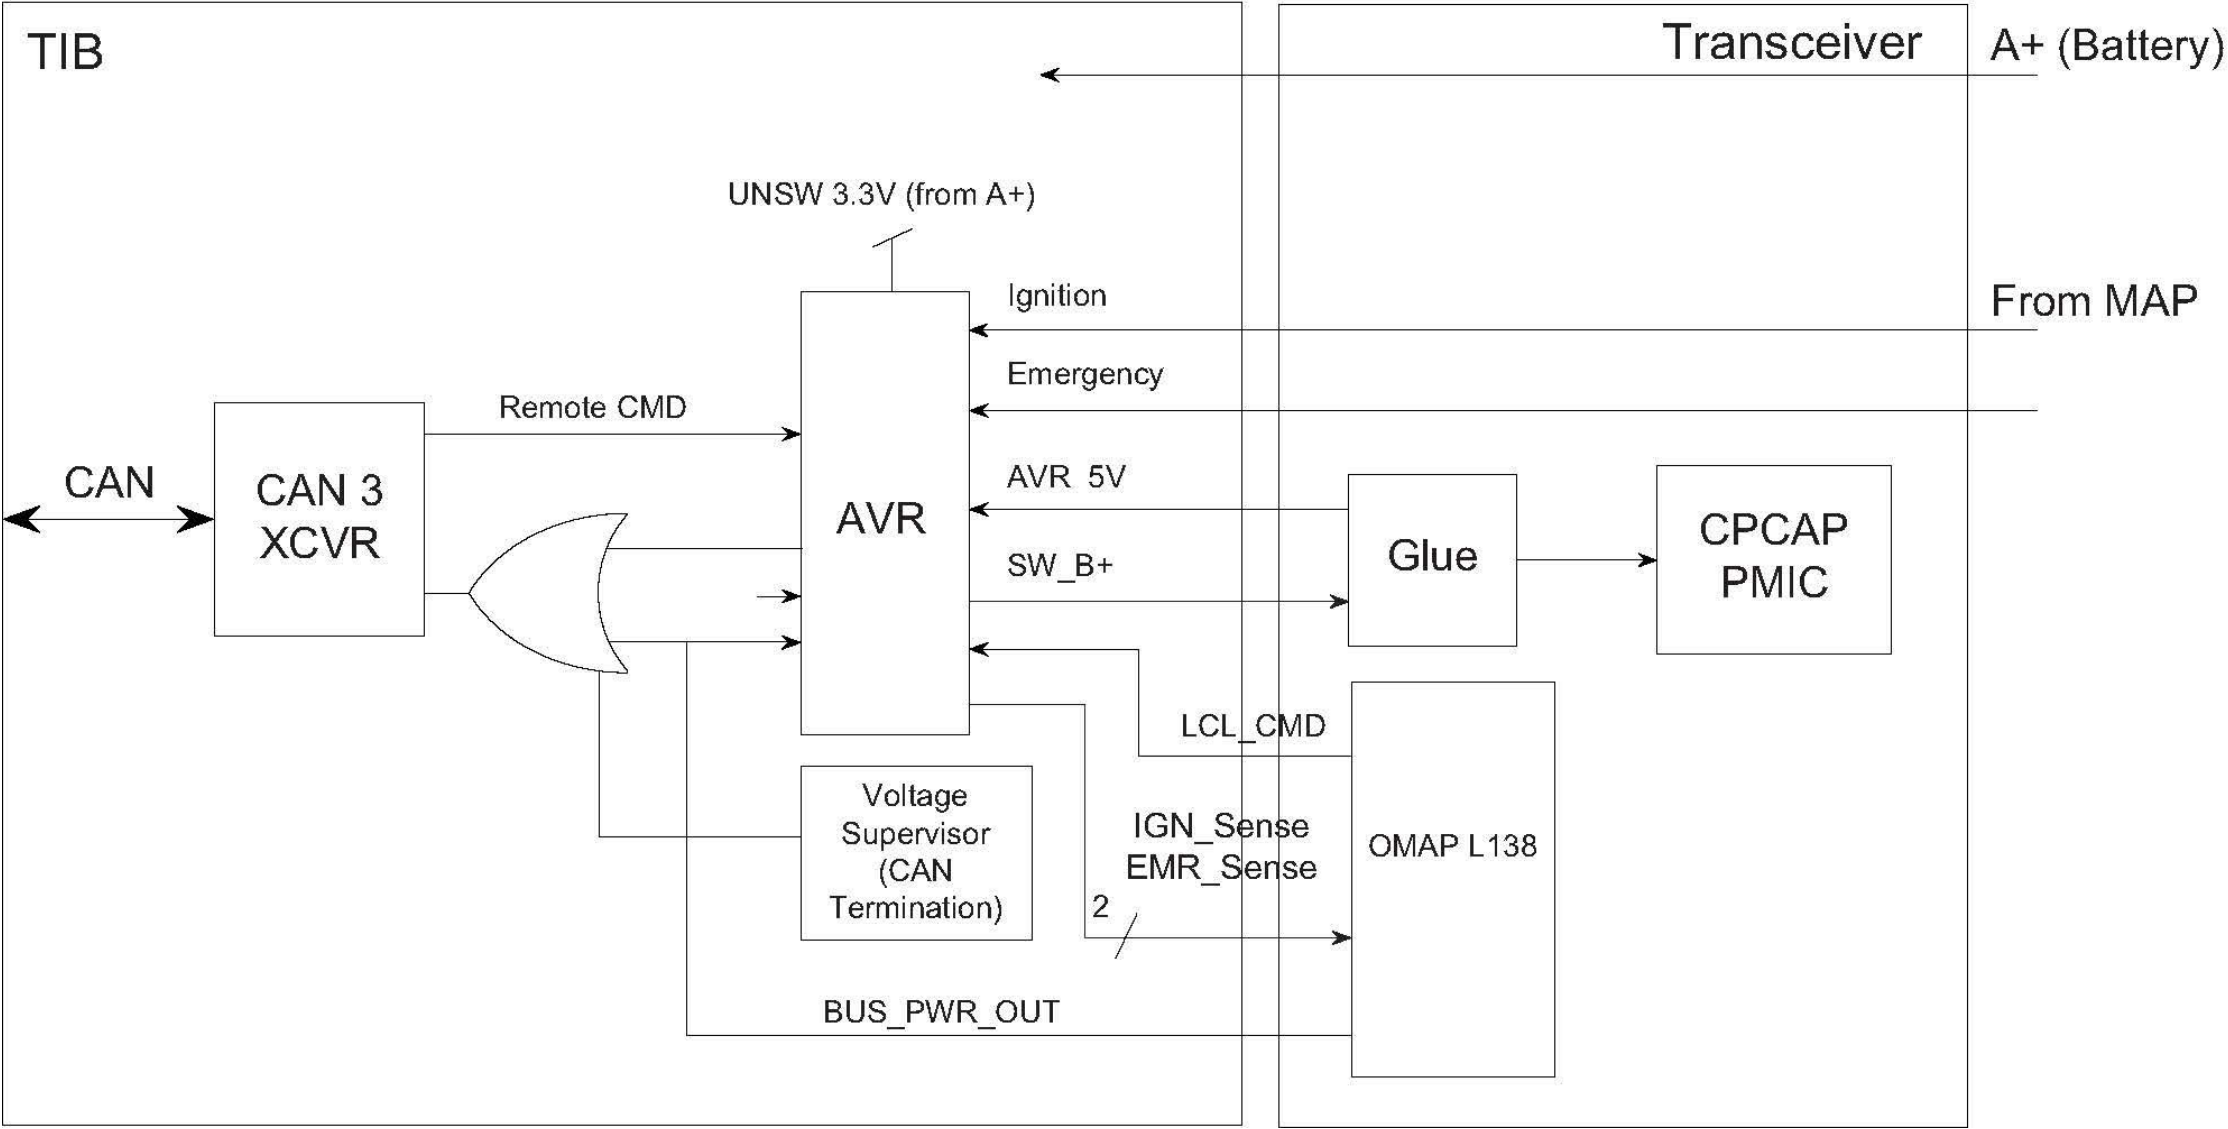 TIB
Transceiver
A+ (Battery)
UNSW 3.3V (from A+)
Ignition
From MAP
Emergency
Remote CMD
CAN
CAN 3
XCVR
AVR
AVR 5V
SW_B+
Glue
CPCAP
PMIC
LCL_CMD
Voltage
Supervisor
(CAN
Termination)
IGN_Sense
EMR_Sense
2
OMAP L138
BUS_PWR_OUT